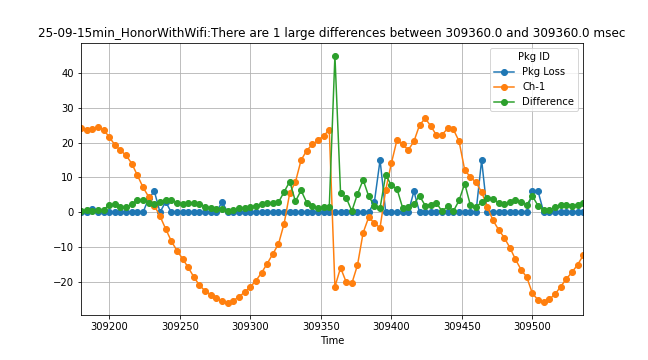 25-09-15min_HonorWithWifi:There are 1 large differences between 309360.0 and 309360.0 msec
Pkg ID
Pkg Loss
Ch-1
Difference
40
30
20
10
0
−10
−20
309200 309250 309300 309350 309400 309450 309500
Time